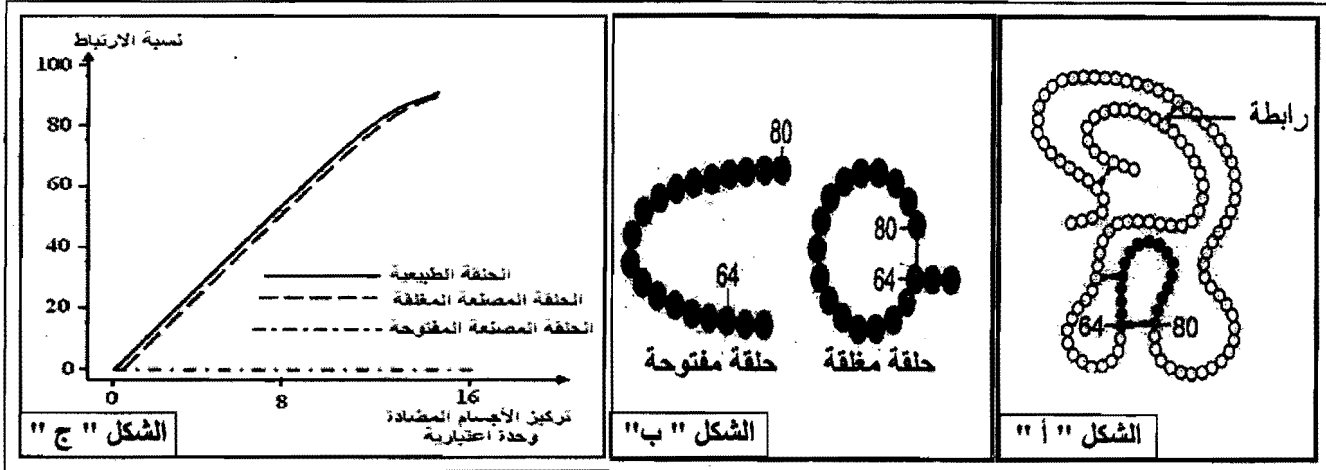 رابطة
64
80
الشكل " أ "
80
64
80
64
حلقة مغلقة
حلقة مفتوحة
الشكل " ب"
نسبة الارتباط
100
80
60
40
20
0
الحلقة الطبيعية
الحلقة المصنعة المغلقة
الحلقة المصنعة المفتوحة
0
8
16
تركيز الأجسام المضادة
وحدة اعتبارية
الشكل " ج "